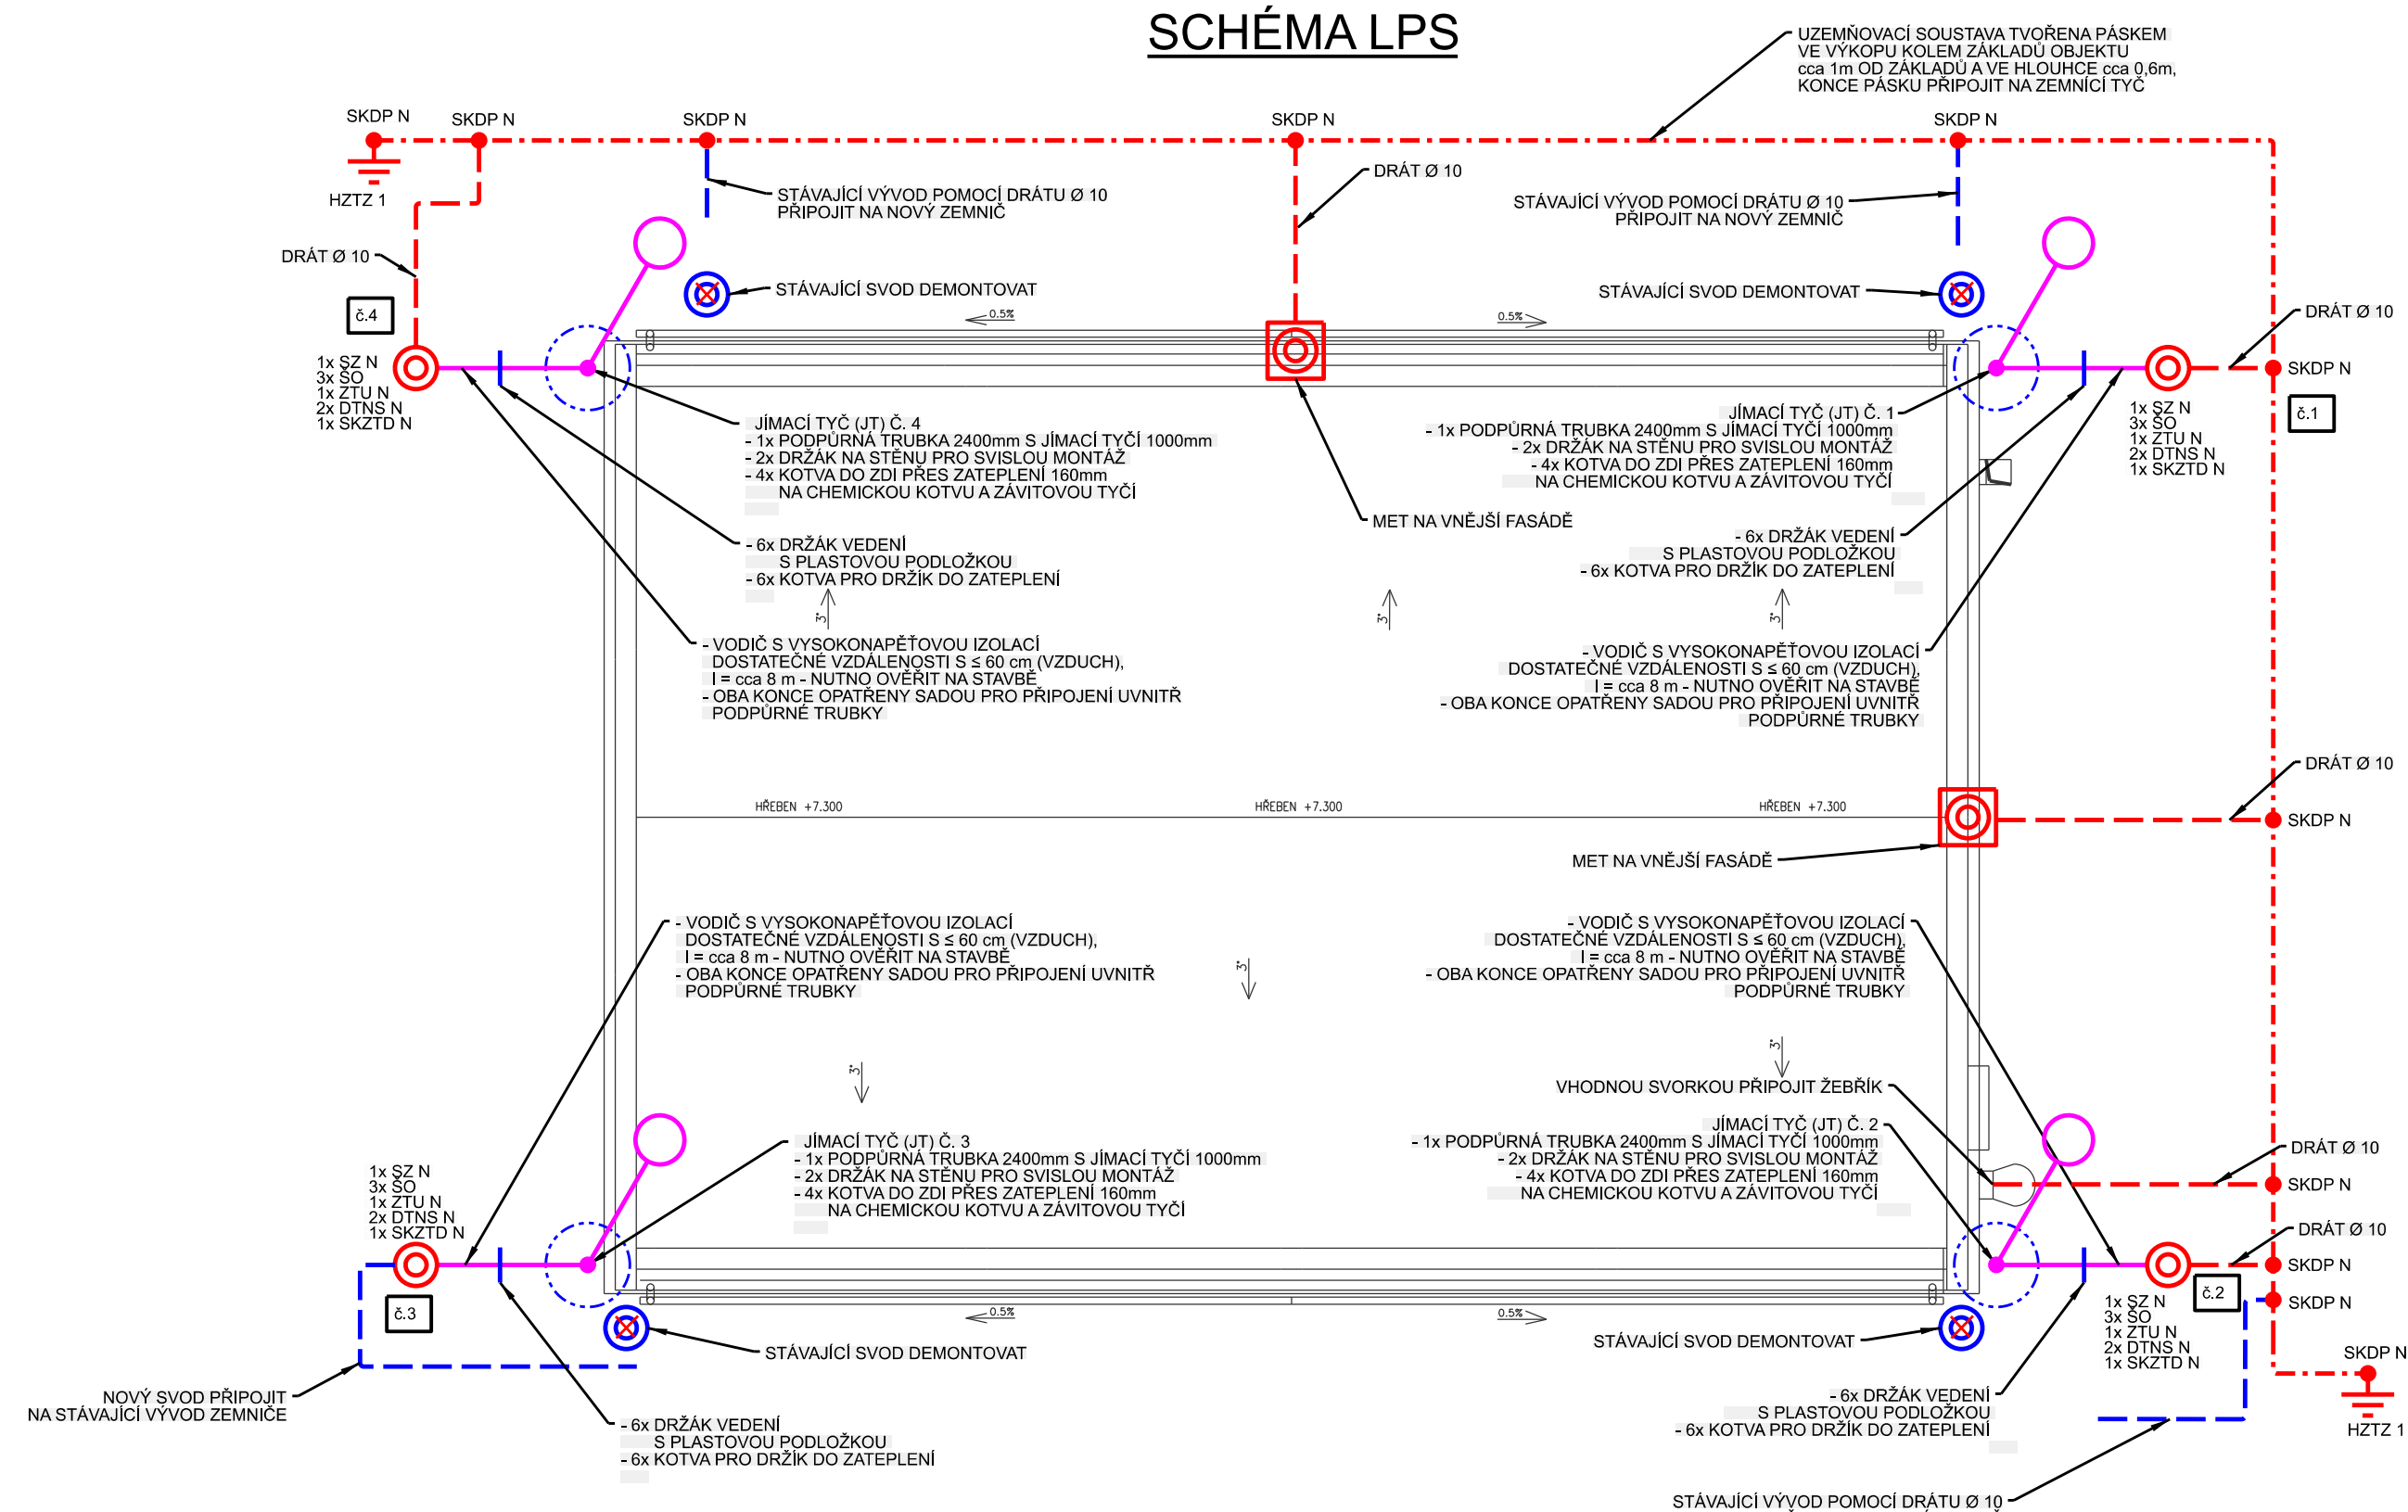 SCHÉMA LPS
UZEMŇOVACÍ SOUSTAVA TVOŘENA PÁSKEM
VE VÝKOPU KOLEM ZÁKLADŮ OBJEKTU
cca 1m OD ZÁKLADŮ A VE HLOUHCE cca 0,6m,
KONCE PÁSKU PŘIPOJIT NA ZEMNÍCÍ TYČ
SKDP N
SKDP N
SKDP N
SKDP N
SKDP N
HZTZ 1
STÁVAJÍCÍ VÝVOD POMOCÍ DRÁTU Ø 10
PŘIPOJIT NA NOVÝ ZEMNIČ
DRÁT Ø 10
STÁVAJÍCÍ VÝVOD POMOCÍ DRÁTU Ø 10
PŘIPOJIT NA NOVÝ ZEMNIČ
DRÁT Ø 10
STÁVAJÍCÍ SVOD DEMONTOVAT
STÁVAJÍCÍ SVOD DEMONTOVAT
DRÁT Ø 10
č.4
0.5%
0.5%
1x SZ N
3x ŠO
1x ZTU N
2x DTNS N
1x SKZTD N
SKDP N
č.1
1x SZ N
3x ŠO
1x ZTU N
2x DTNS N
1x SKZTD N
JÍMACÍ TYČ (JT) Č. 4
- 1x PODPŮRNÁ TRUBKA 2400mm S JÍMACÍ TYČÍ 1000mm
- 2x DRŽÁK NA STĚNU PRO SVISLOU MONTÁŽ
- 4x KOTVA DO ZDI PŘES ZATEPLENÍ 160mm
NA CHEMICKOU KOTVU A ZÁVITOVOU TYČÍ
JÍMACÍ TYČ (JT) Č. 1
- 1x PODPŮRNÁ TRUBKA 2400mm S JÍMACÍ TYČÍ 1000mm
- 2x DRŽÁK NA STĚNU PRO SVISLOU MONTÁŽ
- 4x KOTVA DO ZDI PŘES ZATEPLENÍ 160mm
NA CHEMICKOU KOTVU A ZÁVITOVOU TYČÍ
MET NA VNĚJŠÍ FASÁDĚ
- 6x DRŽÁK VEDENÍ
S PLASTOVOU PODLOŽKOU
- 6x KOTVA PRO DRŽÍK DO ZATEPLENÍ
- 6x DRŽÁK VEDENÍ
S PLASTOVOU PODLOŽKOU
- 6x KOTVA PRO DRŽÍK DO ZATEPLENÍ
3°
3°
3°
- VODIČ S VYSOKONAPĚŤOVOU IZOLACÍ
DOSTATEČNÉ VZDÁLENOSTI S ≤ 60 cm (VZDUCH),
l = cca 8 m - NUTNO OVĚŘIT NA STAVBĚ
- OBA KONCE OPATŘENY SADOU PRO PŘIPOJENÍ UVNITŘ
PODPŮRNÉ TRUBKY
- VODIČ S VYSOKONAPĚŤOVOU IZOLACÍ
DOSTATEČNÉ VZDÁLENOSTI S ≤ 60 cm (VZDUCH),
l = cca 8 m - NUTNO OVĚŘIT NA STAVBĚ
- OBA KONCE OPATŘENY SADOU PRO PŘIPOJENÍ UVNITŘ
PODPŮRNÉ TRUBKY
DRÁT Ø 10
HŘEBEN +7.300
HŘEBEN +7.300
HŘEBEN +7.300
SKDP N
MET NA VNĚJŠÍ FASÁDĚ
- VODIČ S VYSOKONAPĚŤOVOU IZOLACÍ
DOSTATEČNÉ VZDÁLENOSTI S ≤ 60 cm (VZDUCH),
l = cca 8 m - NUTNO OVĚŘIT NA STAVBĚ
- OBA KONCE OPATŘENY SADOU PRO PŘIPOJENÍ UVNITŘ
PODPŮRNÉ TRUBKY
- VODIČ S VYSOKONAPĚŤOVOU IZOLACÍ
DOSTATEČNÉ VZDÁLENOSTI S ≤ 60 cm (VZDUCH),
l = cca 8 m - NUTNO OVĚŘIT NA STAVBĚ
- OBA KONCE OPATŘENY SADOU PRO PŘIPOJENÍ UVNITŘ
PODPŮRNÉ TRUBKY
3°
3°
3°
VHODNOU SVORKOU PŘIPOJIT ŽEBŘÍK
JÍMACÍ TYČ (JT) Č. 3
- 1x PODPŮRNÁ TRUBKA 2400mm S JÍMACÍ TYČÍ 1000mm
- 2x DRŽÁK NA STĚNU PRO SVISLOU MONTÁŽ
- 4x KOTVA DO ZDI PŘES ZATEPLENÍ 160mm
NA CHEMICKOU KOTVU A ZÁVITOVOU TYČÍ
JÍMACÍ TYČ (JT) Č. 2
- 1x PODPŮRNÁ TRUBKA 2400mm S JÍMACÍ TYČÍ 1000mm
- 2x DRŽÁK NA STĚNU PRO SVISLOU MONTÁŽ
- 4x KOTVA DO ZDI PŘES ZATEPLENÍ 160mm
NA CHEMICKOU KOTVU A ZÁVITOVOU TYČÍ
DRÁT Ø 10
SKDP N
1x SZ N
3x ŠO
1x ZTU N
2x DTNS N
1x SKZTD N
DRÁT Ø 10
SKDP N
č.3
č.2
SKDP N
1x SZ N
3x ŠO
1x ZTU N
2x DTNS N
1x SKZTD N
0.5%
0.5%
STÁVAJÍCÍ SVOD DEMONTOVAT
STÁVAJÍCÍ SVOD DEMONTOVAT
SKDP N
HZTZ 1
NOVÝ SVOD PŘIPOJIT
NA STÁVAJÍCÍ VÝVOD ZEMNIČE
- 6x DRŽÁK VEDENÍ
S PLASTOVOU PODLOŽKOU
- 6x KOTVA PRO DRŽÍK DO ZATEPLENÍ
- 6x DRŽÁK VEDENÍ
S PLASTOVOU PODLOŽKOU
- 6x KOTVA PRO DRŽÍK DO ZATEPLENÍ
STÁVAJÍCÍ VÝVOD POMOCÍ DRÁTU Ø 10